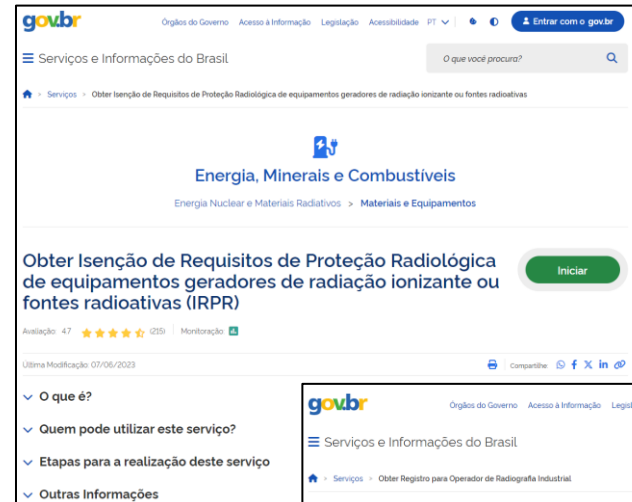 gov.br
Órgãos do Governo Acesso à Informação Legislação Acessibilidade PT Entrar com o gov.br
Serviços e Informações do Brasil
O que você procura?
> Serviços > Obter Isenção de Requisitos de Proteção Radiológica de equipamentos geradores de radiação ionizante ou fontes radioativas
Energia, Minerais e Combustíveis
Energia Nuclear e Materiais Radiativos > Materiais e Equipamentos
Obter Isenção de Requisitos de Proteção Radiológica
de equipamentos geradores de radiação ionizante ou
fontes radioativas (IRPR)
Iniciar
Avaliação: 4.7 (215) Monitoração:
Última Modificação: 07/06/2023
Compartilhe:
O que é?
Quem pode utilizar este serviço?
Etapas para a realização deste serviço
Outras Informações
gov.br
Órgãos do Governo Acesso à Informação Legisl
Serviços e Informações do Brasil
> Serviços > Obter Registro para Operador de Radiografia Industrial